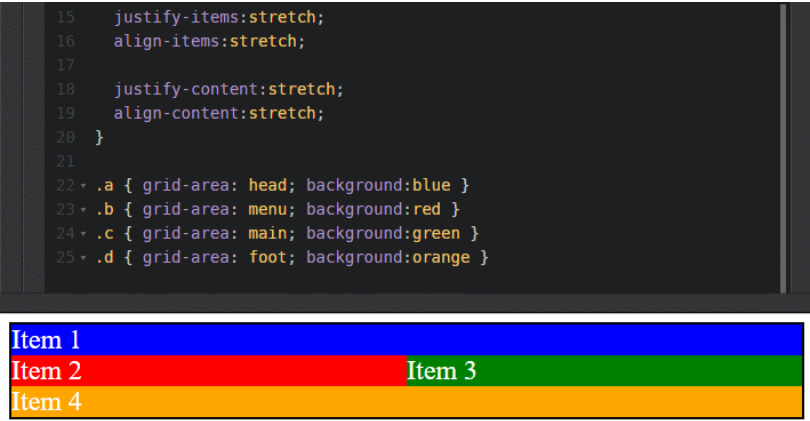 15 justify-items:stretch;
16 align-items:stretch;
17
18 justify-content:stretch;
19 align-content:stretch;
20 }
21
22 .a { grid-area: head; background:blue }
23 .b { grid-area: menu; background:red }
24 .c { grid-area: main; background:green }
25 .d { grid-area: foot; background:orange }
Item 1
Item 2 Item 3
Item 4